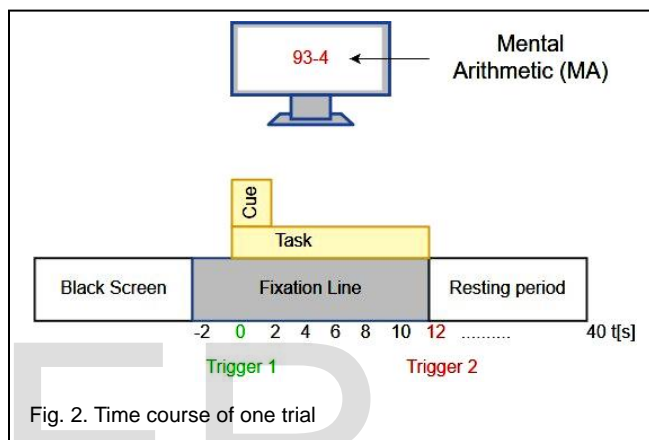 93-4
Mental
Arithmetic (MA)
Cue
Task
Black Screen
Fixation Line
Resting period
-2 0 2 4 6 8 10 12 .......... 40 t[s]
Trigger 1
Trigger 2
Fig. 2. Time course of one trial